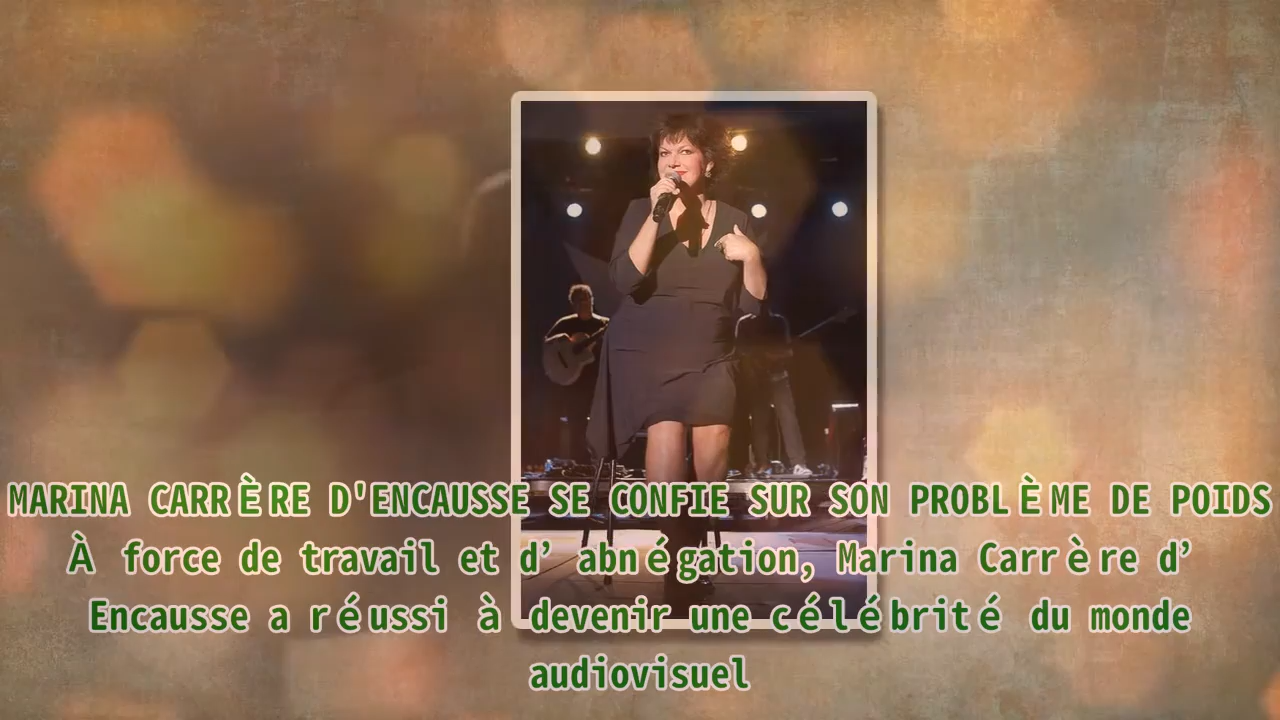 MARINA CARRÈRE D'ENCAUSSE SE CONFIE SUR SON PROBLÈME DE POIDS
À force de travail et d’ abnégation, Marina Carrère d’
Encausse a réussi à devenir une célébrité du monde
audiovisuel